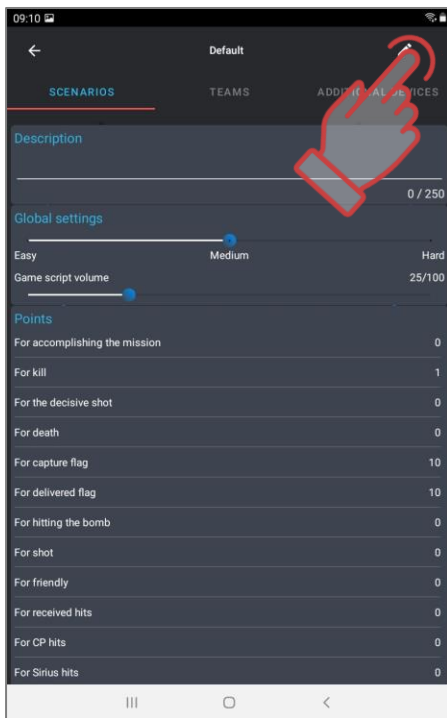 09:10
Default
SCENARIOS TEAMS ADDITIONAL DEVICES
Description
0 / 250
Global settings
Easy Medium Hard
Game script volume 25/100
Points
For accomplishing the mission 0
For kill 1
For the decisive shot 0
For death 0
For capture flag 10
For delivered flag 10
For hitting the bomb 0
For shot 0
For friendly 0
For received hits 0
For CP hits 0
For Sirius hits 0